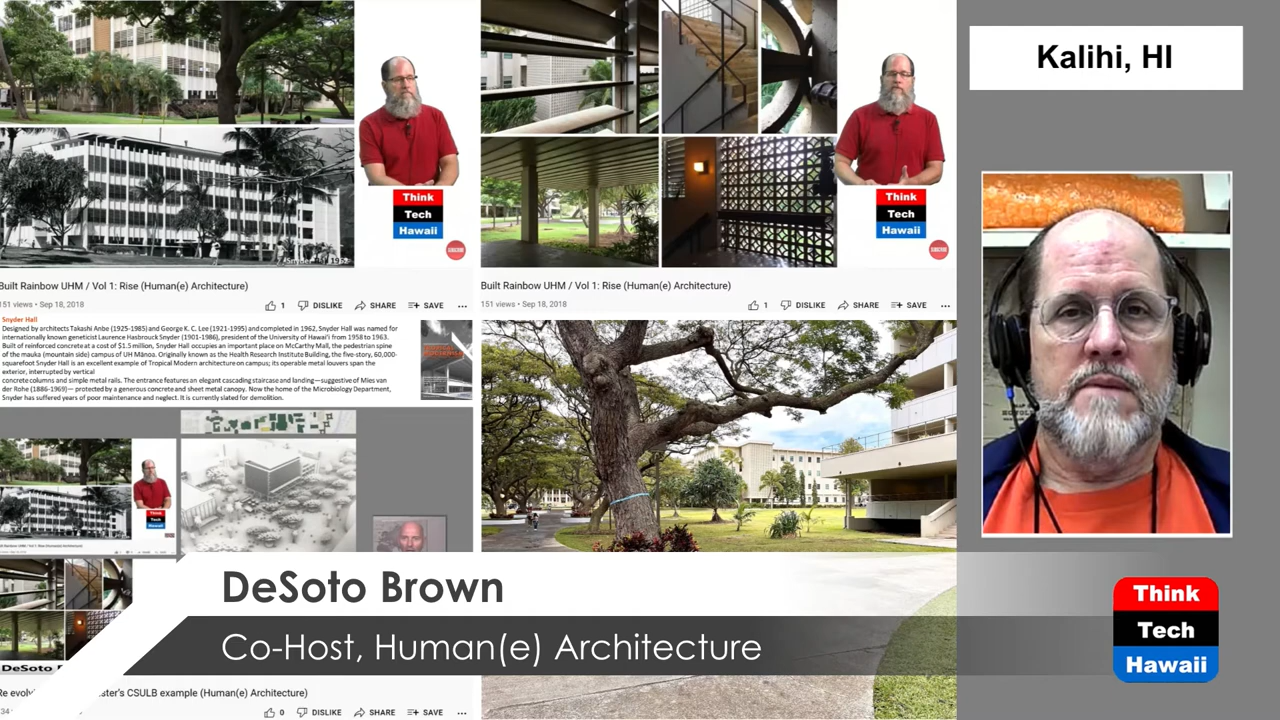 Kalihi, HI
Think
Tech
Hawaii
Think
Tech
Hawaii
Built Rainbow UHM / Vol 1: Rise (Human(e) Architecture)
151 views • Sep 18, 2018
1
DISLIKE
SHARE
SAVE
Built Rainbow UHM / Vol 1: Rise (Human(e) Architecture)
151 views • Sep 18, 2018
1
DISLIKE
SHARE
SAVE
Snyder Hall
Designed by architects Takashi Anbe (1925-1985) and George K. C. Lee (1921-1995) and completed in 1962, Snyder Hall was named for
internationally known geneticist Laurence Hasbrouck Snyder (1901-1986), president of the University of Hawai'i from 1958 to 1963.
Built of reinforced concrete at a cost of $1.5 million, Snyder Hall occupies an important place on McCarthy Mall, the pedestrian spine
of the mauka (mountain side) campus of UH Mānoa. Originally known as the Health Research Institute Building, the five-story, 60,000-
squarefoot Snyder Hall is an excellent example of Tropical Modern architecture on campus; its operable metal louvers span the
exterior, interrupted by vertical
concrete columns and simple metal rails. The entrance features an elegant cascading staircase and landing—suggestive of Mies van
der Rohe (1886-1969)— protected by a generous concrete and sheet metal canopy. Now the home of the Microbiology Department,
Snyder has suffered years of poor maintenance and neglect. It is currently slated for demolition.
Think
Tech
Hawaii
DeSoto Brown
Co-Host, Human(e) Architecture
Think
Tech
Hawaii
DeSoto
ster's CSULB example (Human(e) Architecture)
0
DISLIKE
SHARE
SAVE